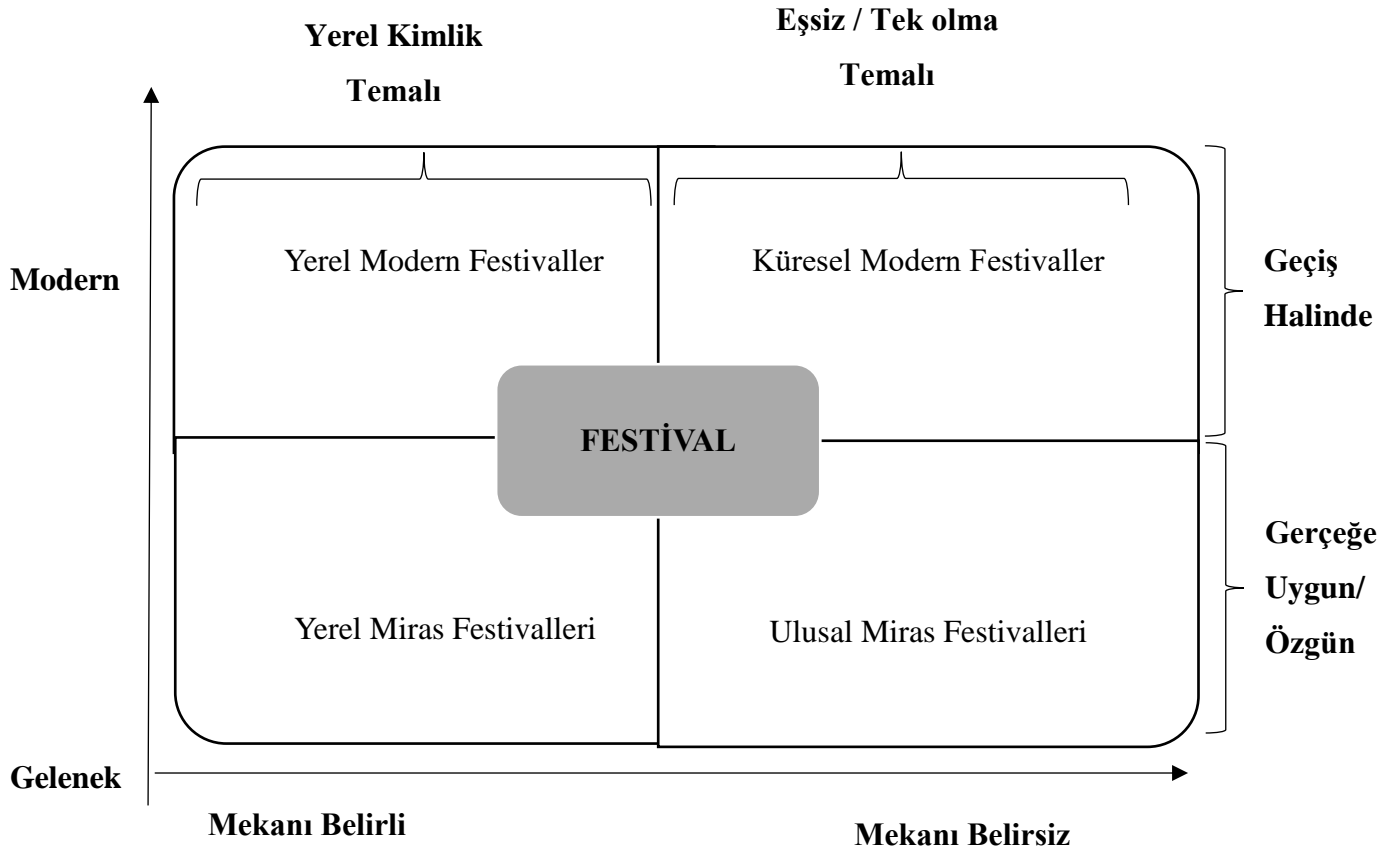 Yerel Kimlik
Temalı
Eşsiz / Tek olma
Temalı
Modern
Yerel Modern Festivaller
Küresel Modern Festivaller
Geçiş
Halinde
FESTİVAL
Yerel Miras Festivalleri
Ulusal Miras Festivalleri
Gerçeğe
Uygun/
Özgün
Gelenek
Mekanı Belirli
Mekanı Belirsiz